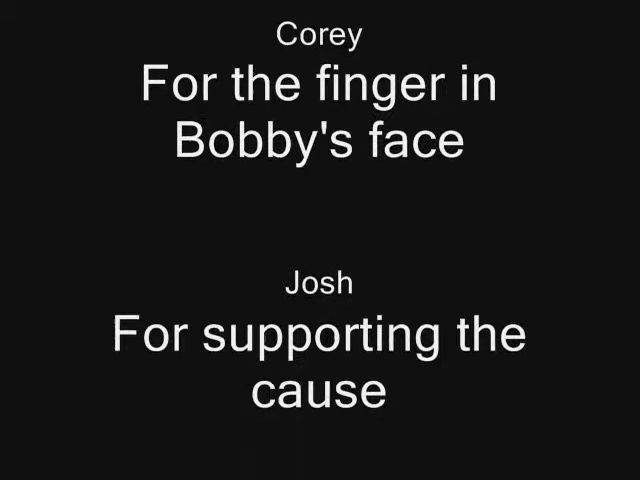 Corey
For the finger in
Bobby's face
Josh
For supporting the
cause